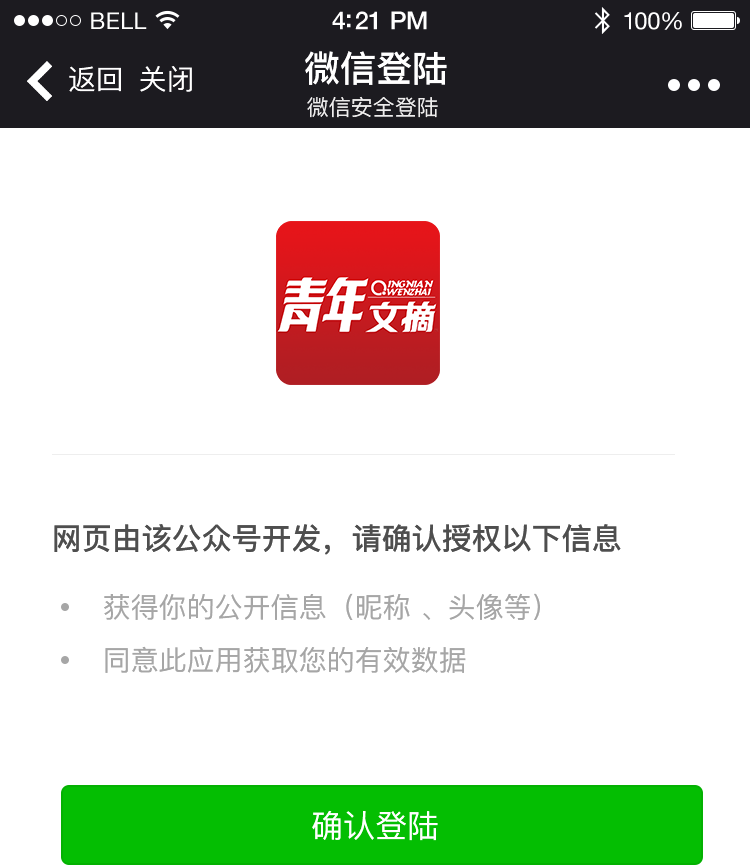 BELL 4:21 PM 100%
返回 关闭
微信登陆
微信安全登陆
青年文摘
QINGNIAN
WENZHAI
网页由该公众号开发，请确认授权以下信息
• 获得你的公开信息（昵称 、头像等）
• 同意此应用获取您的有效数据
确认登陆